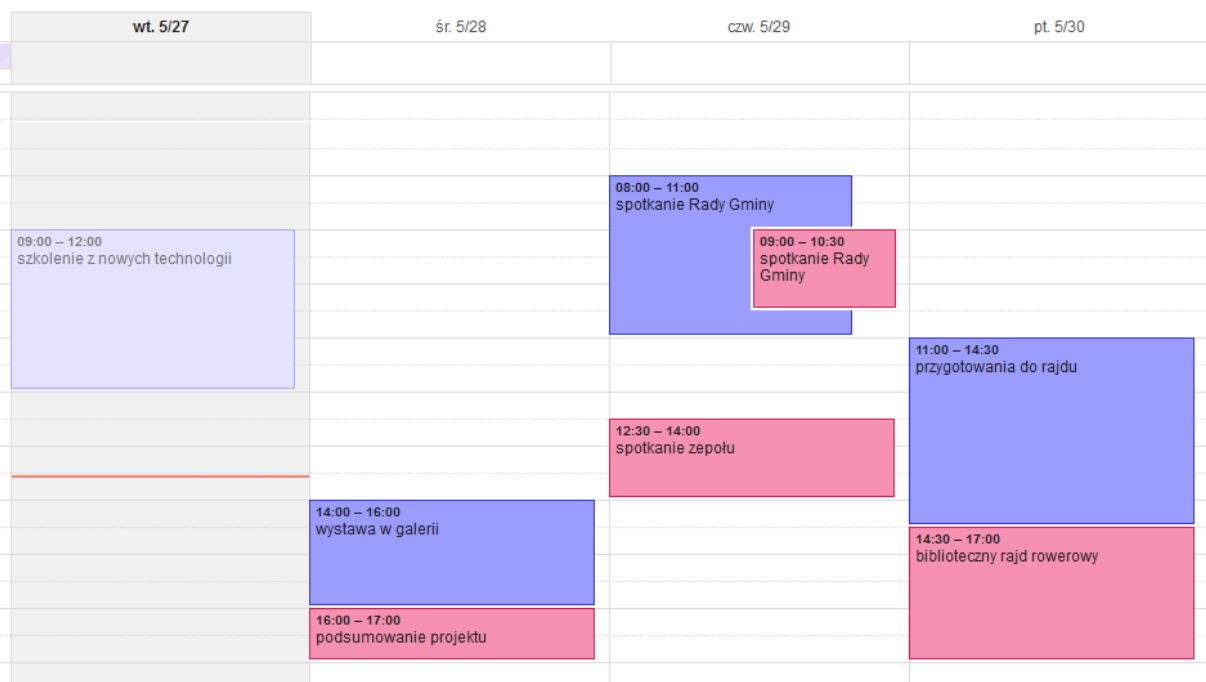 wt. 5/27
śr. 5/28
czw. 5/29
pt. 5/30
09:00 – 12:00
szkolenie z nowych technologii
14:00 – 16:00
wystawa w galerii
16:00 – 17:00
podsumowanie projektu
08:00 – 11:00
spotkanie Rady Gminy
09:00 – 10:30
spotkanie Rady
Gminy
12:30 – 14:00
spotkanie zepołu
11:00 – 14:30
przygotowania do rajdu
14:30 – 17:00
biblioteczny rajd rowerowy